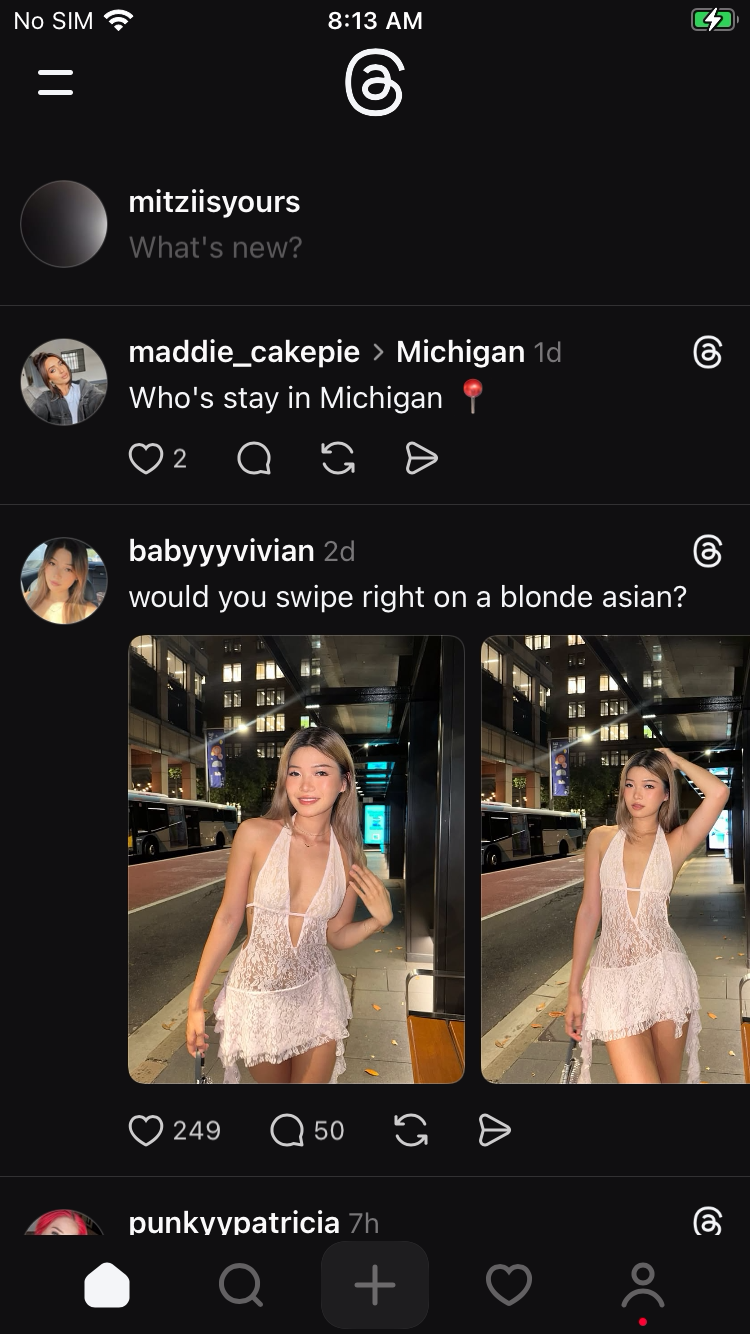 No SIM 8:13 AM
mitziisyours
What's new?
maddie_cakepie > Michigan 1d
Who's stay in Michigan 📍
2
babyyyvivian 2d
would you swipe right on a blonde asian?
249 50
punkyypatricia 7h